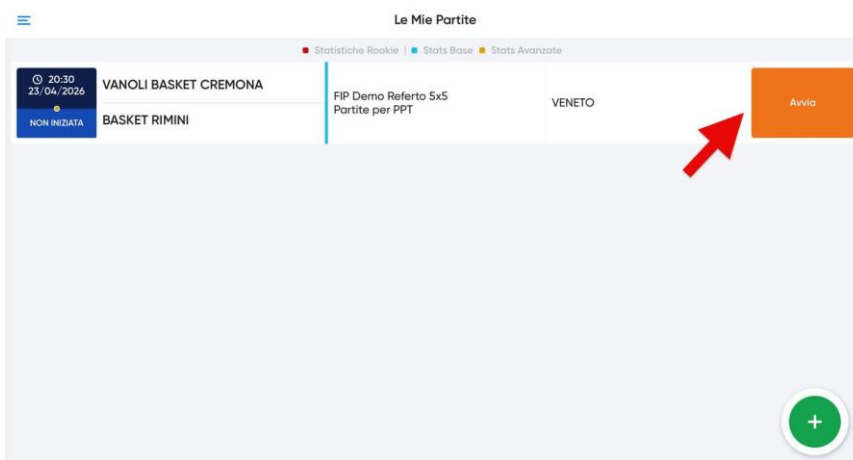 Le Mie Partite
Statistiche Rookie | Stats Base Stats Avanzate
20:30
23/04/2026
NON INIZIATA
VANOLI BASKET CREMONA
BASKET RIMINI
FIP Demo Referto 5x5
Partite per PPT
VENETO
Avvia
+